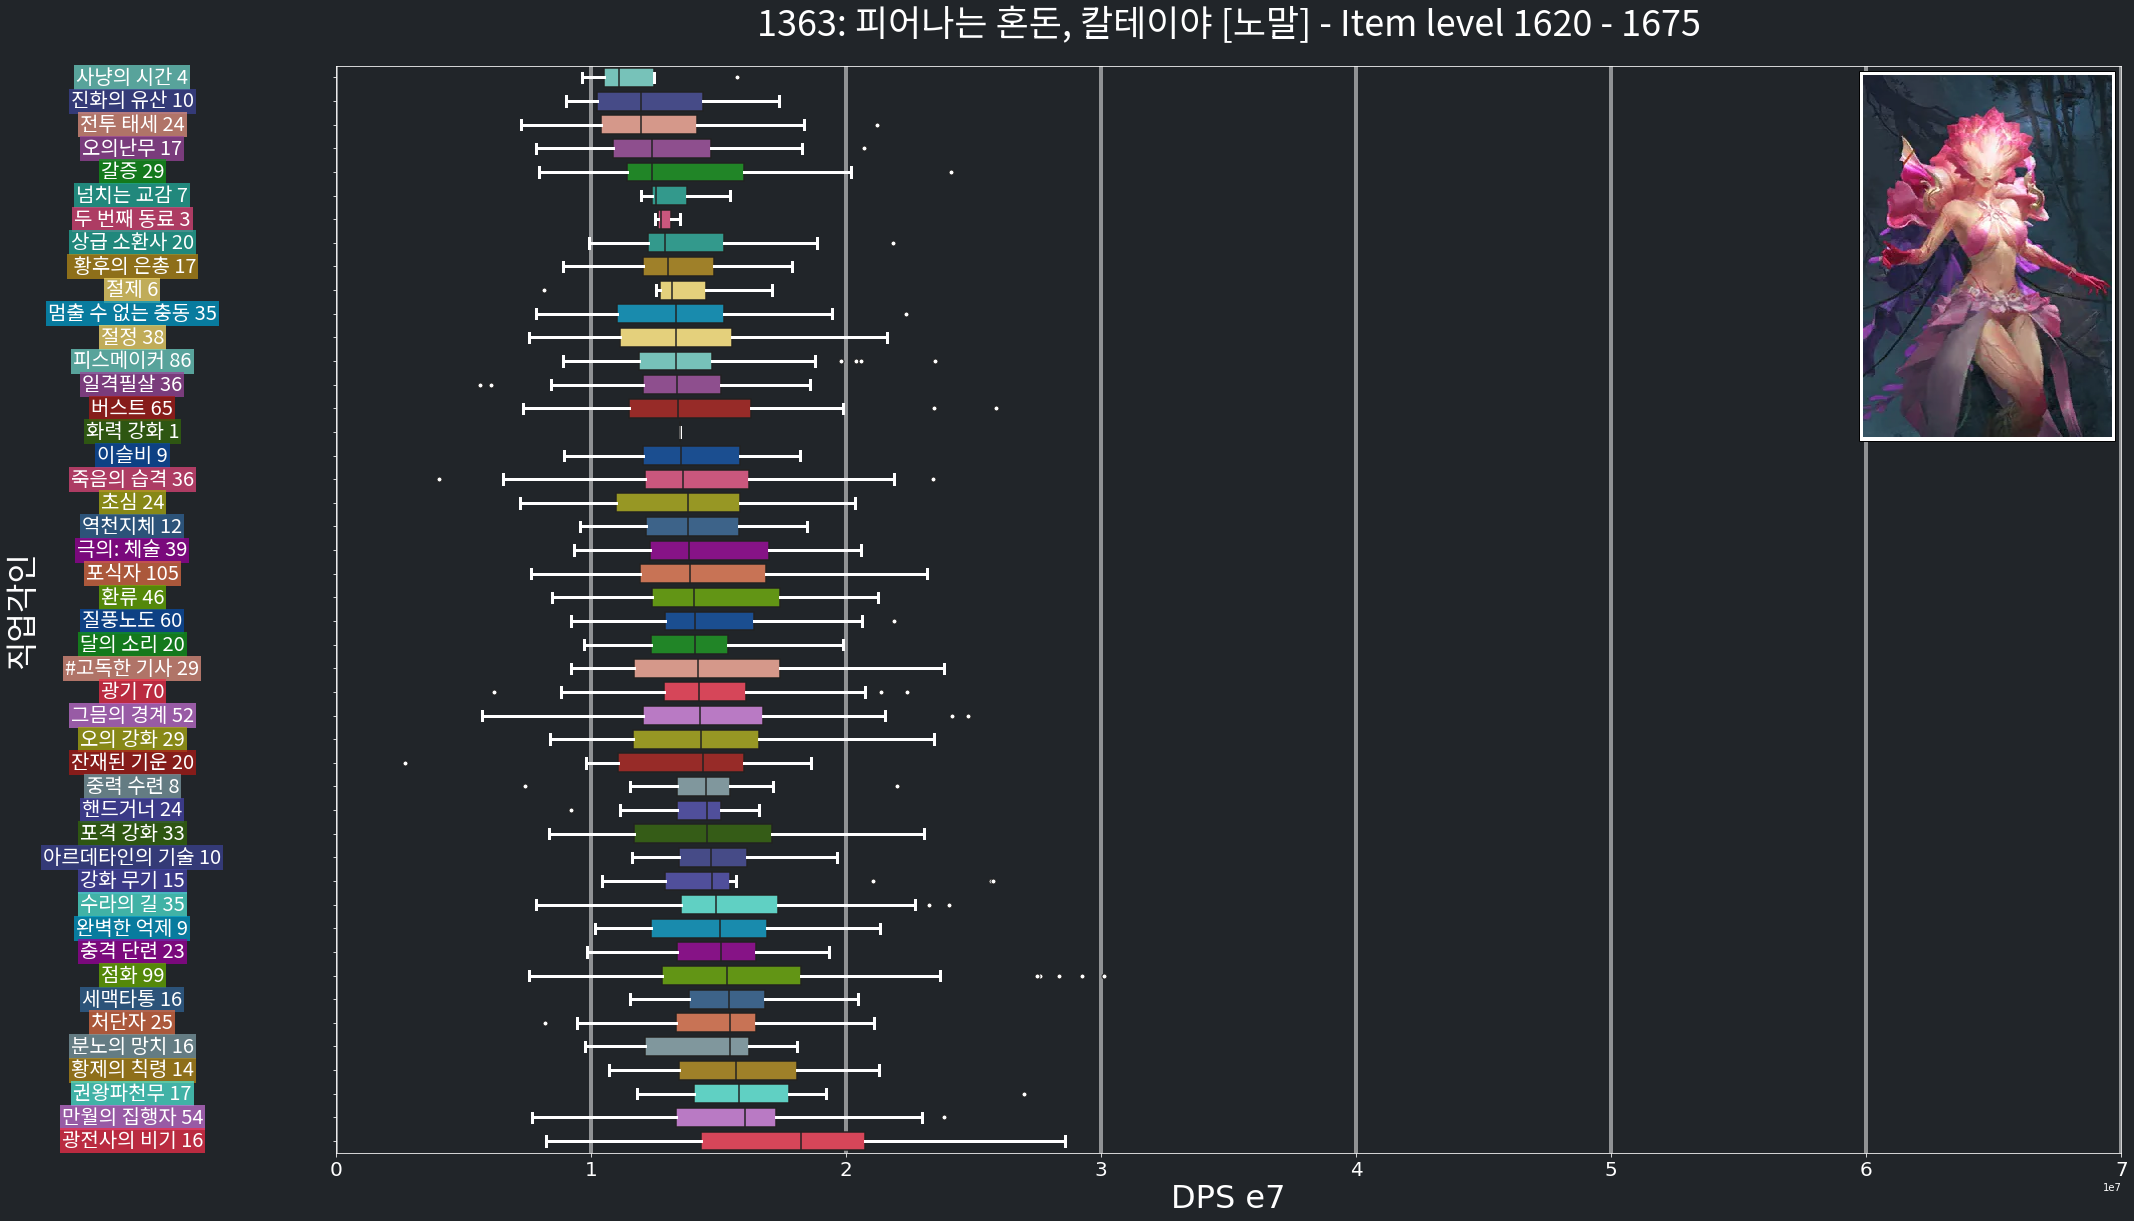 1363: 피어나는 혼돈, 칼테이야 [노말] - Item level 1620 - 1675
사냥의 시간 4
진화의 유산 10
전투 태세 24
오의난무 17
갈증 29
넘치는 교감 7
두 번째 동료 3
상급 소환사 20
황후의 은총 17
절제 6
멈출 수 없는 충동 35
절정 38
피스메이커 86
일격필살 36
버스트 65
화력 강화 1
이슬비 9
죽음의 습격 36
초심 24
역천지체 12
극의: 체술 39
포식자 105
환류 46
질풍노도 60
달의 소리 20
#고독한 기사 29
광기 70
그믐의 경계 52
오의 강화 29
잔재된 기운 20
중력 수련 8
핸드거너 24
포격 강화 33
아르데타인의 기술 10
강화 무기 15
수라의 길 35
완벽한 억제 9
충격 단련 23
점화 99
세맥타통 16
처단자 25
분노의 망치 16
황제의 칙령 14
권왕파천무 17
만월의 집행자 54
광전사의 비기 16
직업각인
0 1 2 3 4 5 6 7
1e7
DPS e7